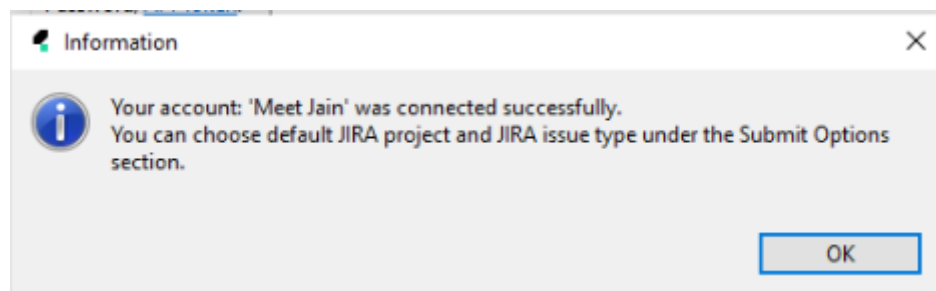 Information
Your account: 'Meet Jain' was connected successfully.
You can choose default JIRA project and JIRA issue type under the Submit Options
section.
OK